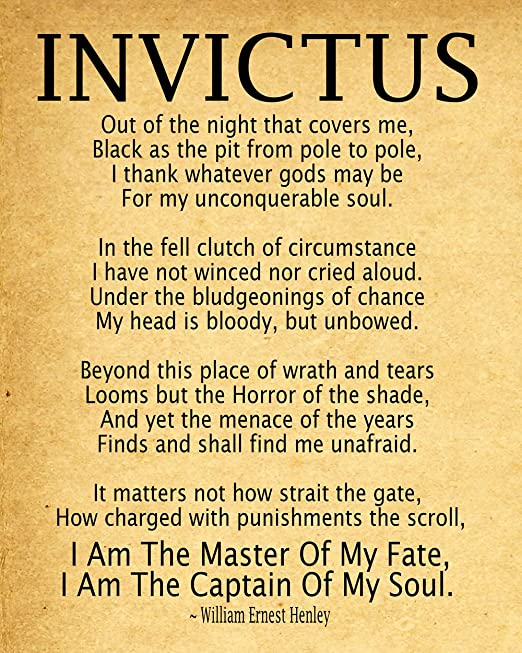 INVICTUS
Out of the night that covers me,
Black as the pit from pole to pole,
I thank whatever gods may be
For my unconquerable soul.
In the fell clutch of circumstance
I have not winced nor cried aloud.
Under the bludgeonings of chance
My head is bloody, but unbowed.
Beyond this place of wrath and tears
Looms but the Horror of the shade,
And yet the menace of the years
Finds and shall find me unafraid.
It matters not how strait the gate,
How charged with punishments the scroll,
I Am The Master Of My Fate,
I Am The Captain Of My Soul.
~ William Ernest Henley